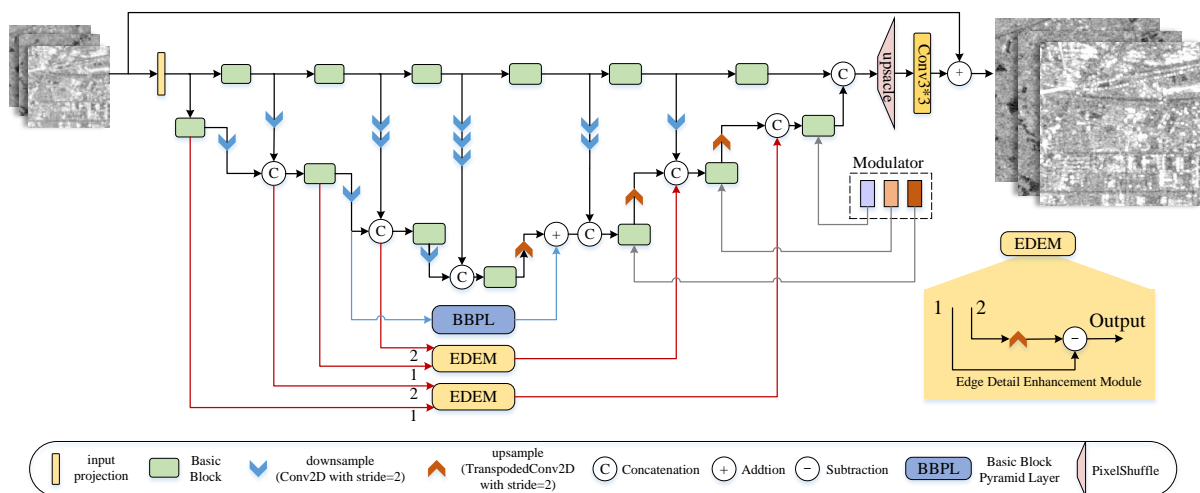 C
upsacle
Conv3*3
+
C
C
C
C
C
C
C
+
Modulator
BBPL
EDEM
2
1
EDEM
2
1
EDEM
1
2
Output
−
Edge Detail Enhancement Module
input
projection
Basic
Block
downsample
(Conv2D with stride=2)
upsample
(TranspodedConv2D
with stride=2)
C
Concatenation
+
Addtion
−
Subtraction
BBPL
Basic Block
Pyramid Layer
PixelShuffle